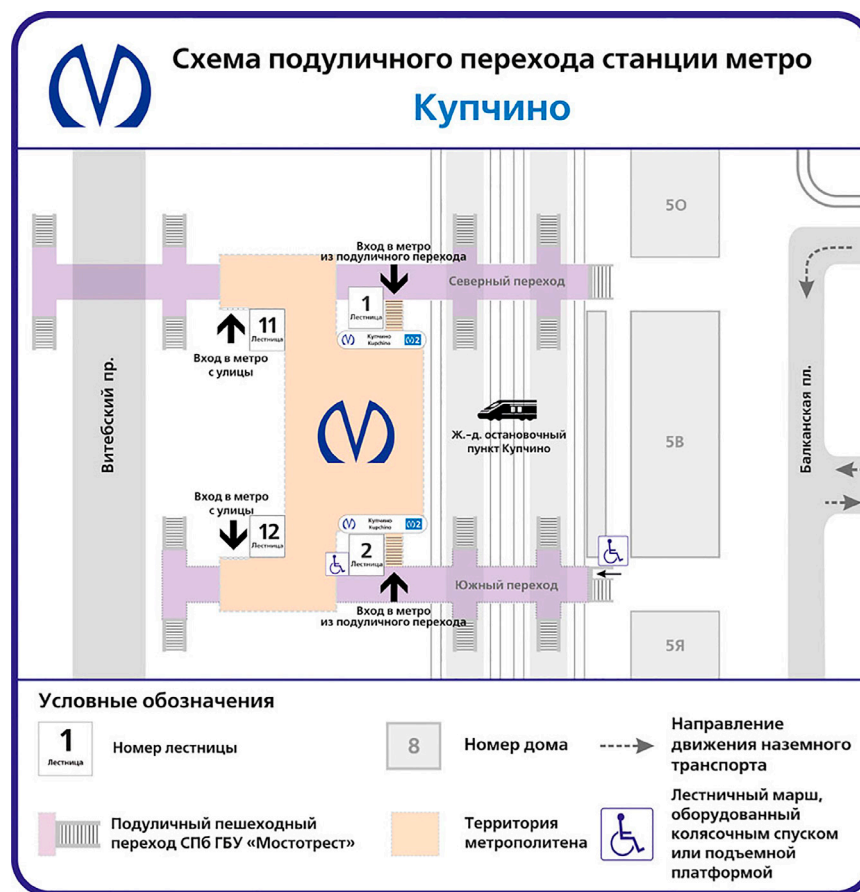 Схема подуличного перехода станции метро
Купчино
5О
Вход в метро
из подуличного перехода
Северный переход
1
Лестница
11
Лестница
Купчино
Kupchino
2
Вход в метро
с улицы
Витебский пр.
Ж.-д. остановочный
пункт Купчино
5В
Балканская пл.
Вход в метро
с улицы
12
Лестница
Купчино
Kupchino
2
2
Лестница
Южный переход
Вход в метро
из подуличного перехода
5Я
Условные обозначения
1
Лестница
Номер лестницы
8
Номер дома
Направление
движения наземного
транспорта
Подуличный пешеходный
переход СПб ГБУ «Мостотрест»
Территория
метрополитена
Лестничный марш,
оборудованный
колясочным спуском
или подъемной
платформой